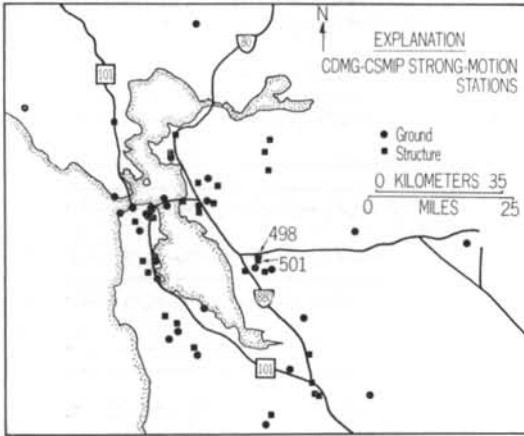 N
EXPLANATION
CDMG-CSMIP STRONG-MOTION
STATIONS
Ground
Structure
0 KILOMETERS 35
0 MILES 25
101
80
498
501
880
101